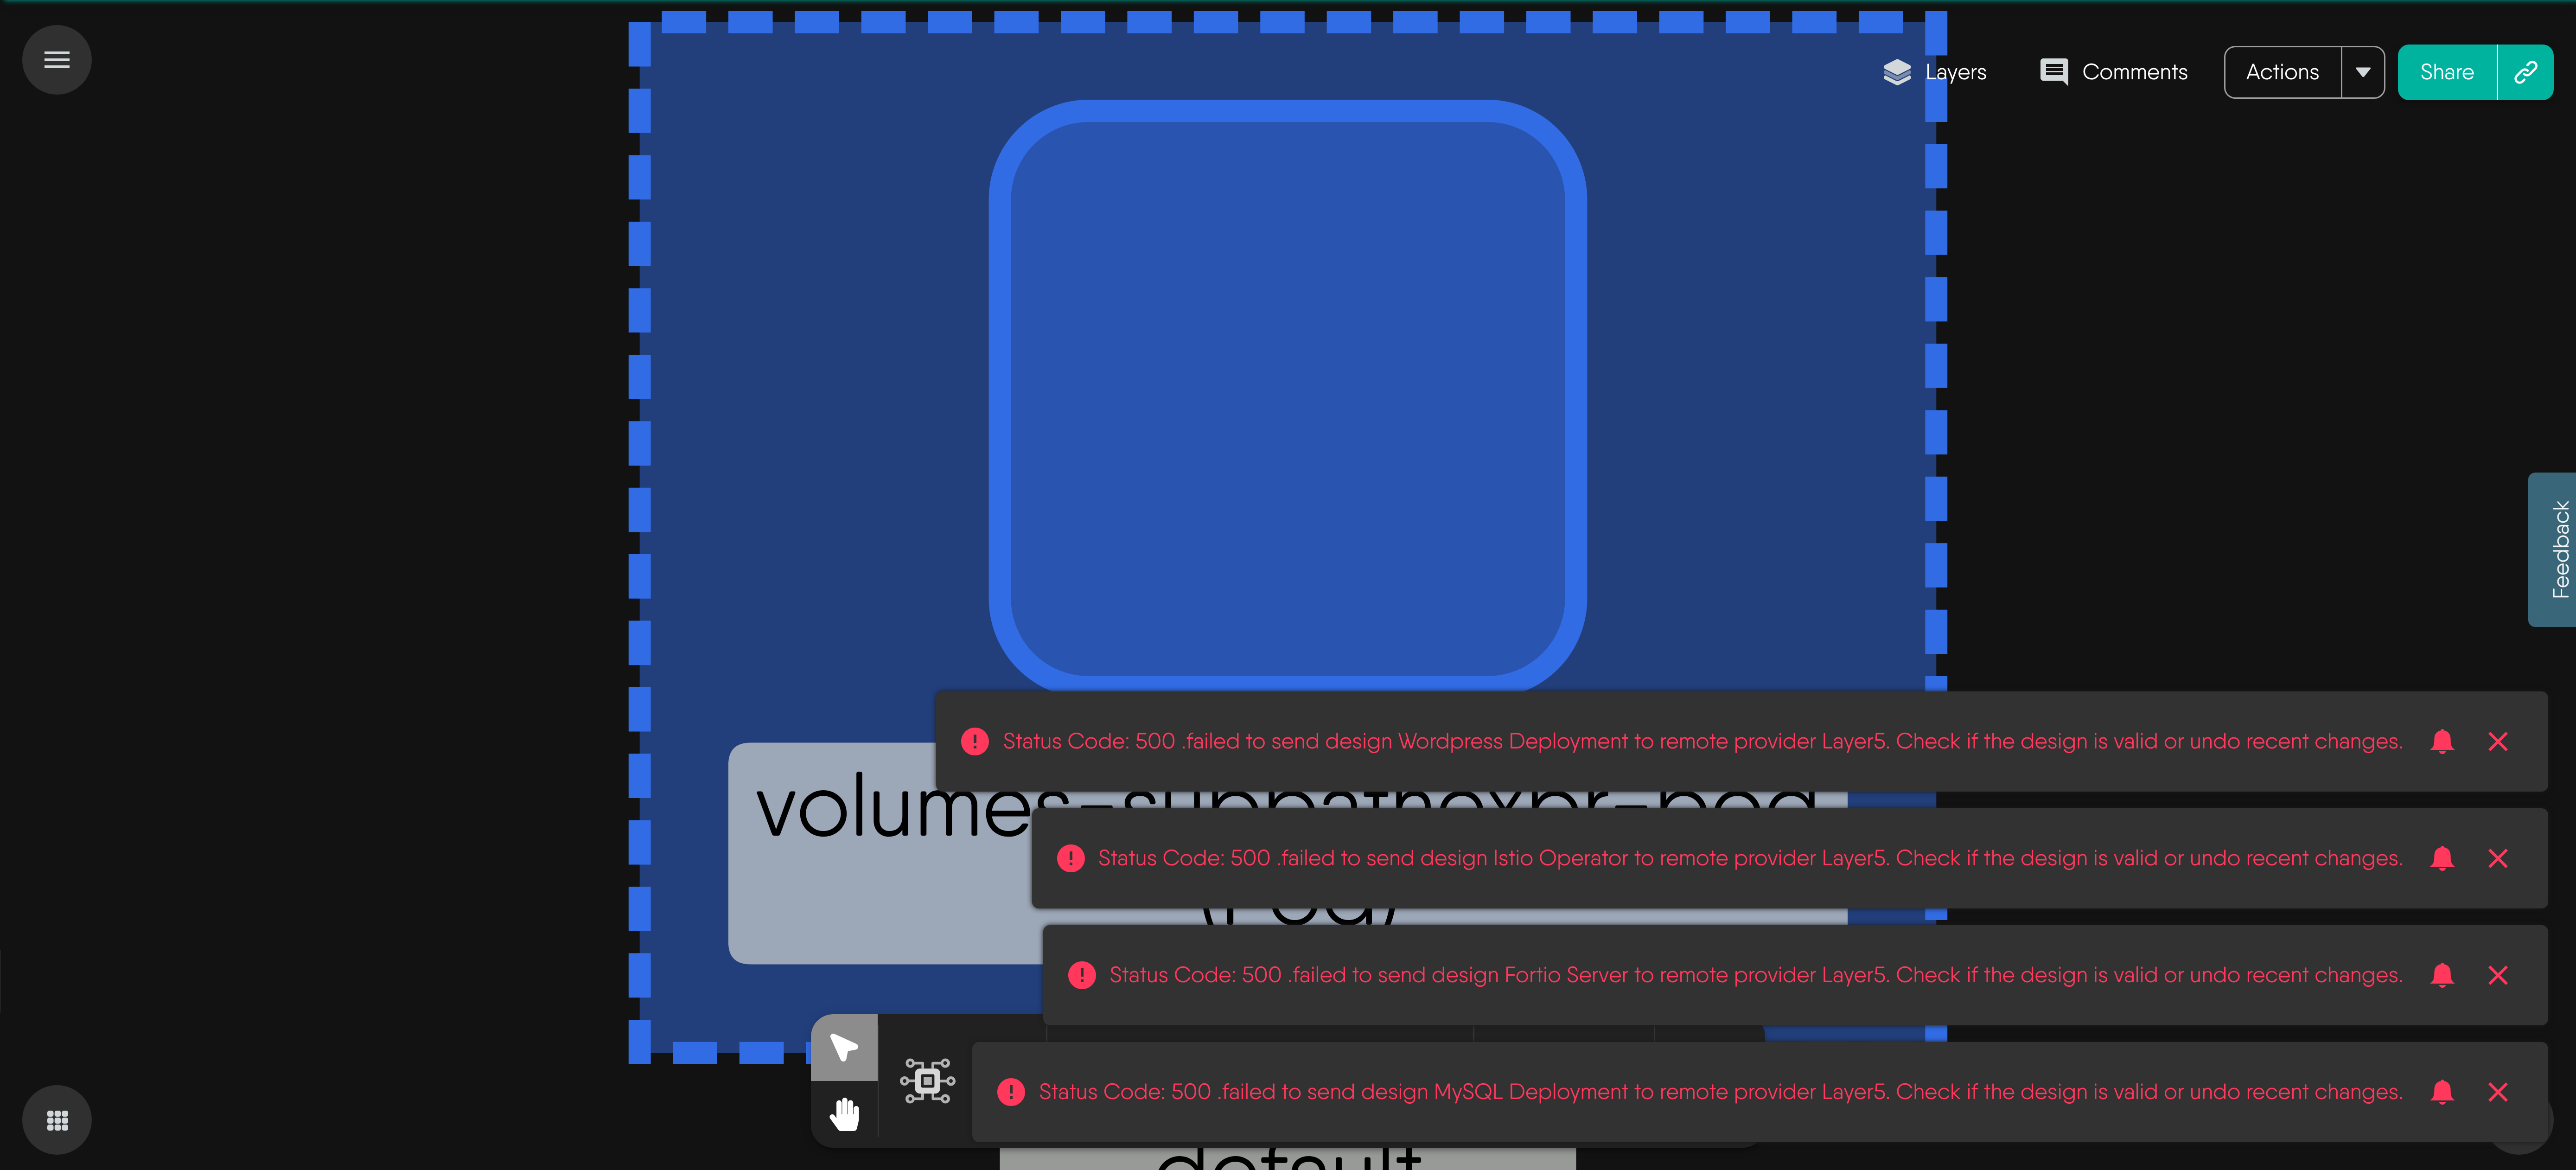 Layers
Comments
Actions
Share
Feedback
Status Code: 500 .failed to send design Wordpress Deployment to remote provider Layer5. Check if the design is valid or undo recent changes.
volumes-subpathexpr-pod
Status Code: 500 .failed to send design Istio Operator to remote provider Layer5. Check if the design is valid or undo recent changes.
(Pod)
Status Code: 500 .failed to send design Fortio Server to remote provider Layer5. Check if the design is valid or undo recent changes.
Status Code: 500 .failed to send design MySQL Deployment to remote provider Layer5. Check if the design is valid or undo recent changes.
default